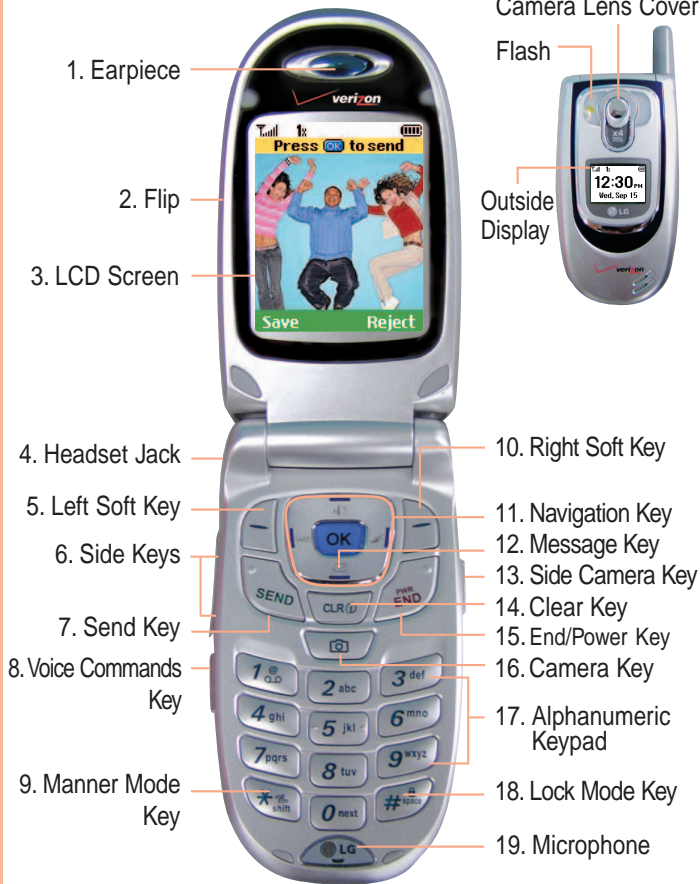 Camera Lens Cover
Flash
Outside
Display
x4
12:30PM
Wed, Sep 15
LG
verizon
1. Earpiece
2. Flip
3. LCD Screen
4. Headset Jack
5. Left Soft Key
6. Side Keys
7. Send Key
8. Voice Commands
Key
9. Manner Mode
Key
verizon
1x
Press OK to send
Save Reject
OK
SEND
CLR
PWR
END
1 @
2 abc
3 def
4 ghi
5 jkl
6 mno
7 pqrs
8 tuv
9 wxyz
* shift
0 next
# space
LG
10. Right Soft Key
11. Navigation Key
12. Message Key
13. Side Camera Key
14. Clear Key
15. End/Power Key
16. Camera Key
17. Alphanumeric
Keypad
18. Lock Mode Key
19. Microphone